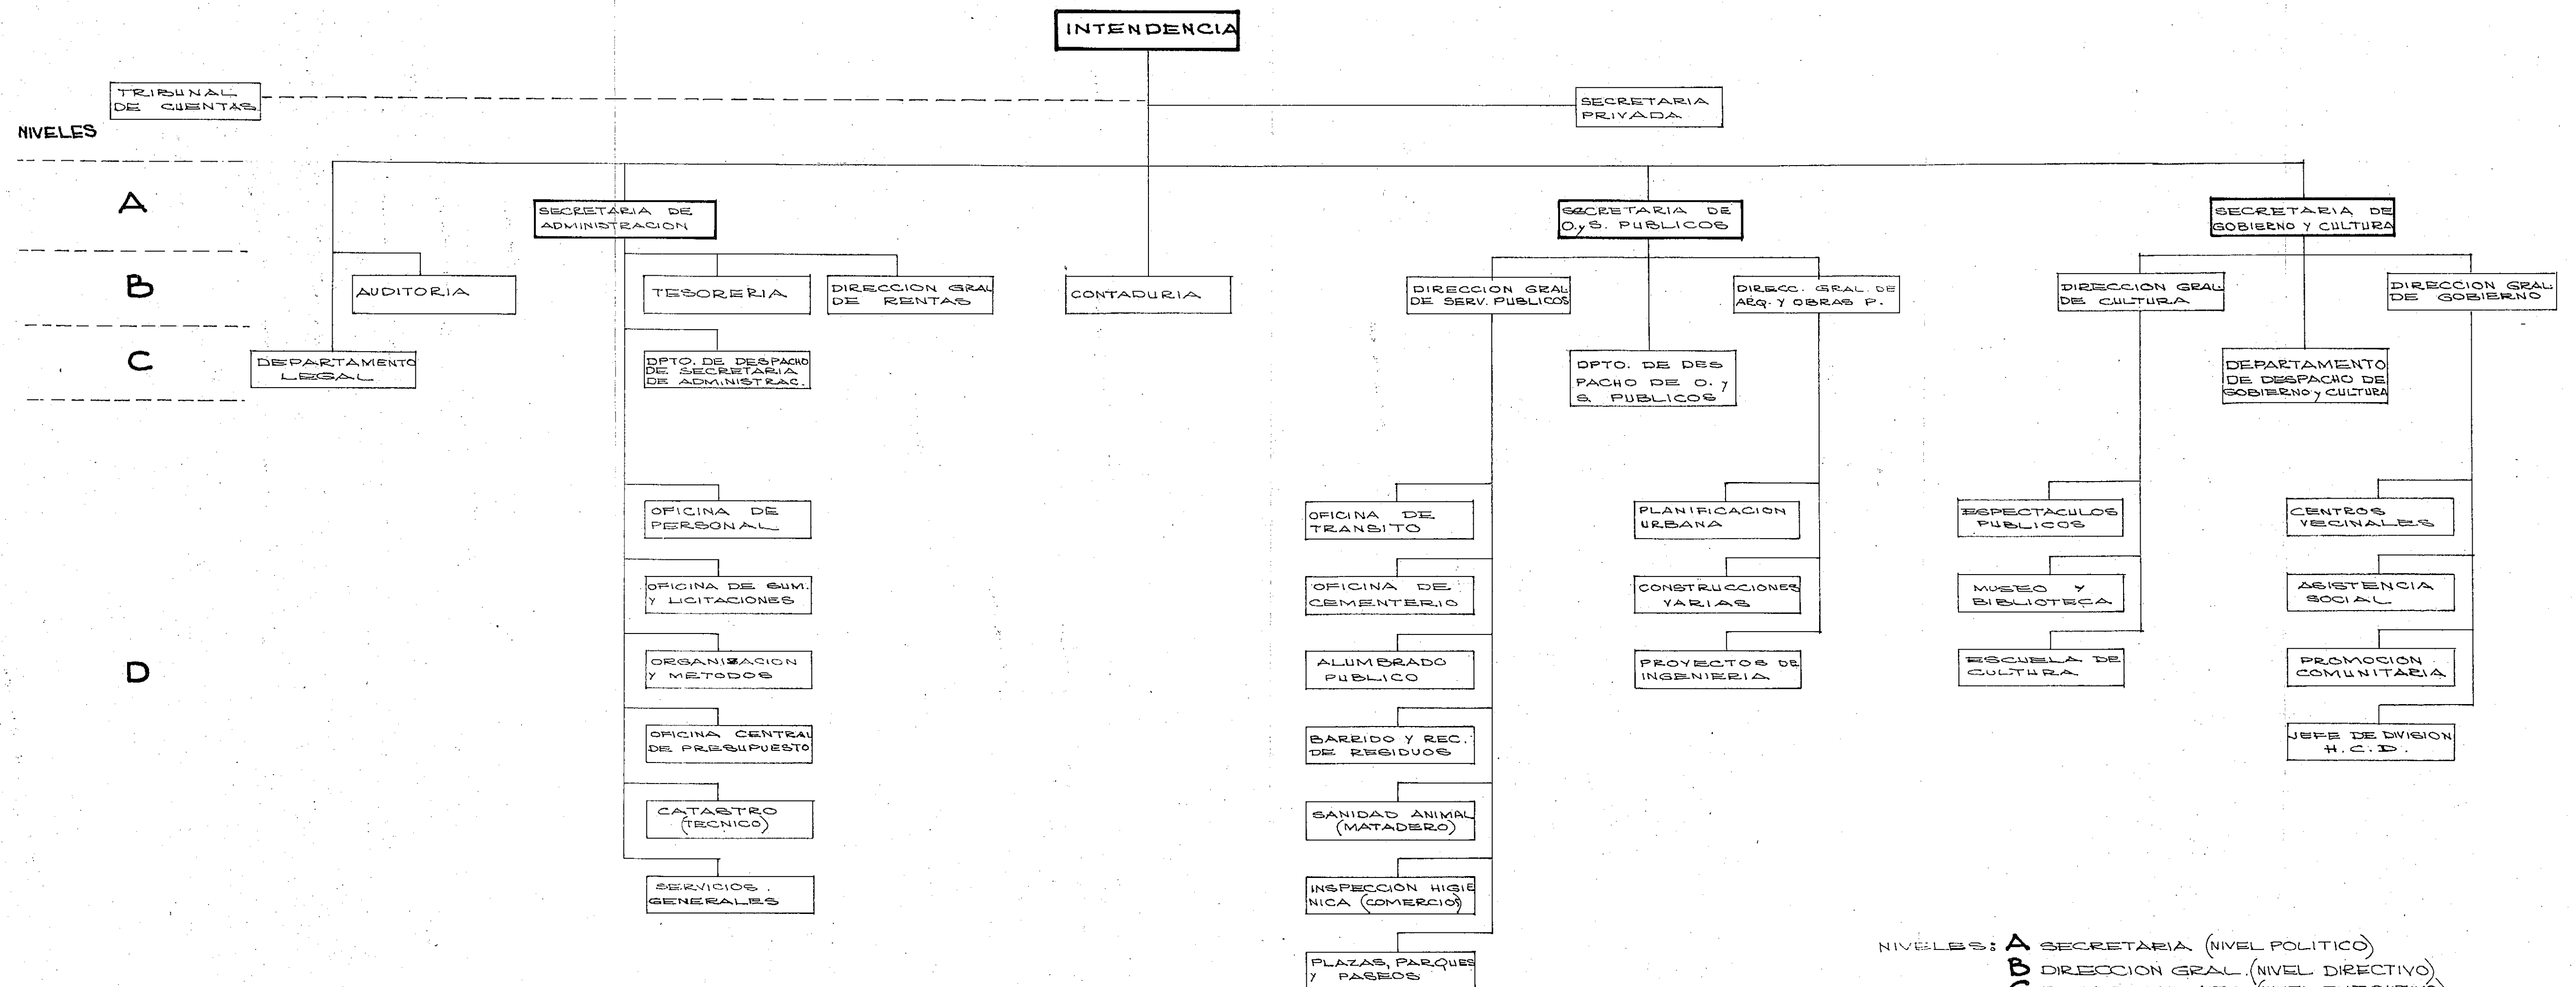 INTENDENCIA
TRIBUNAL
DE CUENTAS
SECRETARIA
PRIVADA
NIVELES
A
SECRETARIA DE
ADMINISTRACION
SECRETARIA DE
O.yS. PUBLICOS
SECRETARIA DE
GOBIERNO Y CULTURA
B
AUDITORIA
TESORERIA
DIRECCION GRAL
DE RENTAS
CONTADURIA
DIRECCION GRAL
DE SERV. PUBLICOS
DIRECC. GRAL. DE
ARQ. Y OBRAS P.
DIRECCION GRAL
DE CULTURA
DIRECCION GRAL
DE GOBIERNO
C
DEPARTAMENTO
LEGAL
DPTO. DE DESPACHO
DE SECRETARIA
DE ADMINISTRAC.
DPTO. DE DES
PACHO DE O. y
S. PUBLICOS
DEPARTAMENTO
DE DESPACHO DE
GOBIERNO y CULTURA
D
OFICINA DE
PERSONAL
OFICINA DE SUM.
Y LICITACIONES
ORGANIZACION
Y METODOS
OFICINA CENTRAL
DE PRESUPUESTO
CATASTRO
(TECNICO)
SERVICIOS.
GENERALES
OFICINA DE
TRANSITO
OFICINA DE
CEMENTERIO
ALUMBRADO
PUBLICO
BARRIDO Y REC.
DE RESIDUOS
SANIDAD ANIMAL
(MATADERO)
INSPECCION HIGIE
NICA (COMERCIOS)
PLAZAS, PARQUES
Y PASEOS
PLANIFICACION
URBANA
CONSTRUCCIONES
VARIAS
PROYECTOS DE
INGENIERIA
ESPECTACULOS
PUBLICOS
MUSEO Y
BIBLIOTECA
ESCUELA DE
CULTURA
CENTROS
VECINALES
ASISTENCIA
SOCIAL
PROMOCION
COMUNITARIA
JEFE DE DIVISION
H. C. D.
NIVELES: A SECRETARIA (NIVEL POLITICO)
B DIRECCION GRAL. (NIVEL DIRECTIVO)